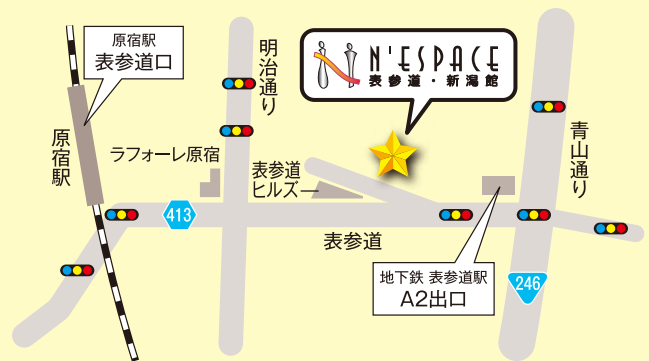 原宿駅
表参道口
明治通り
N'ESPACE
表参道・新潟館
原宿駅
ラフォーレ原宿
表参道
ヒルズ
青山通り
413
表参道
地下鉄 表参道駅
A2出口
246